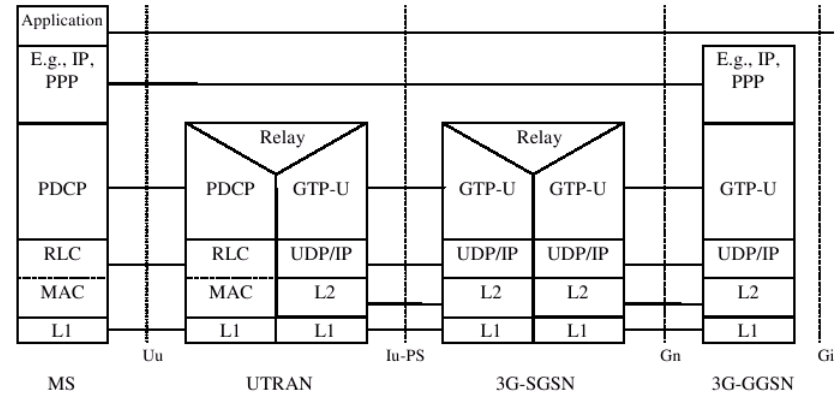 Application
E.g., IP, PPP
E.g., IP, PPP
Relay Relay
PDCP PDCP GTP-U GTP-U GTP-U GTP-U
RLC RLC UDP/IP UDP/IP UDP/IP UDP/IP
MAC MAC L2 L2 L2 L2
L1 L1 L1 L1 L1 L1
Uu Iu-PS Gn Gi
MS UTRAN 3G-SGSN 3G-GGSN